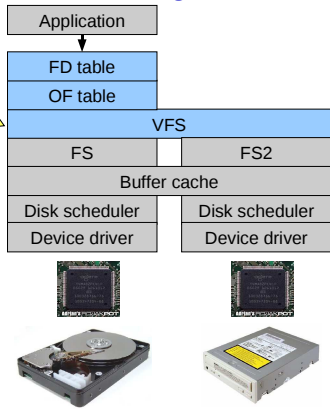 Application
FD table
OF table
VFS
FS FS2
Buffer cache
Disk scheduler Disk scheduler
Device driver Device driver